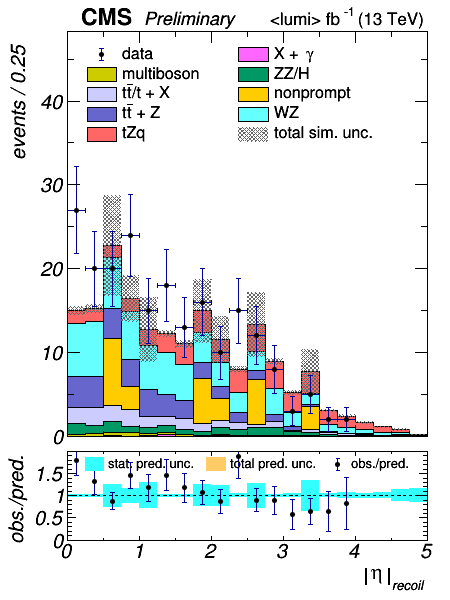 CMS Preliminary <lumi> fb⁻¹ (13 TeV)
events / 0.25
data
multiboson
tt̄/t + X
tt̄ + Z
tZq
X + γ
ZZ/H
nonprompt
WZ
total sim. unc.
40
30
20
10
0
obs./pred.
stat. pred. unc. total pred. unc. obs./pred.
2
1.5
1
0.5
0
0 1 2 3 4 5
|η|recoil